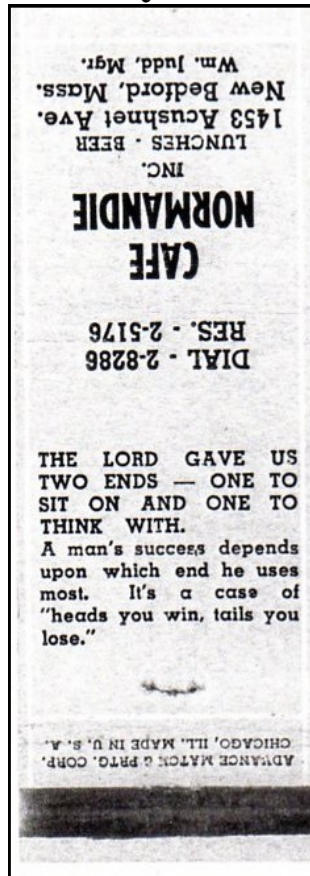 DIAL - 2-8286
RES. - 2-5176
CAFE
NORMANDIE
INC.
LUNCHES - BEER
1453 Acushnet Ave.
New Bedford, Mass.
Wm. Judd, Mgr.
THE LORD GAVE US
TWO ENDS — ONE TO
SIT ON AND ONE TO
THINK WITH.
A man's success depends
upon which end he uses
most. It's a case of
"heads you win, tails you
lose."
ADVANCE MATCH & PRTG. CORP.
CHICAGO, ILL. MADE IN U. S. A.